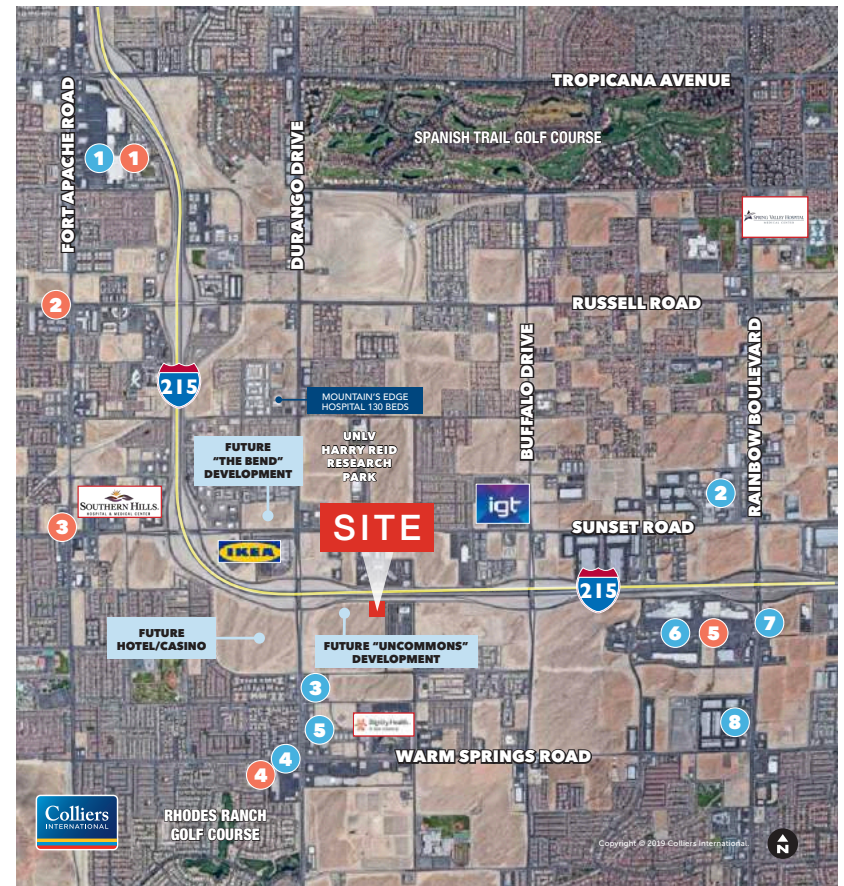 TROPICANA AVENUE
FORT APACHE ROAD
DURANGO DRIVE
SPANISH TRAIL GOLF COURSE
1
1
SPRING VALLEY HOSPITAL
MEDICAL CENTER
2
RUSSELL ROAD
BUFFALO DRIVE
RAINBOW BOULEVARD
215
MOUNTAIN'S EDGE
HOSPITAL 130 BEDS
FUTURE
"THE BEND"
DEVELOPMENT
UNLV
HARRY REID
RESEARCH
PARK
SOUTHERN HILLS
HOSPITAL & MEDICAL CENTER
igt
2
3
SITE
SUNSET ROAD
IKEA
215
FUTURE
HOTEL/CASINO
FUTURE "UNCOMMONS"
DEVELOPMENT
6
5
7
3
5
Dignity Health
8
4
4
WARM SPRINGS ROAD
Colliers
INTERNATIONAL
RHODES RANCH
GOLF COURSE
Copyright © 2019 Colliers International.
N